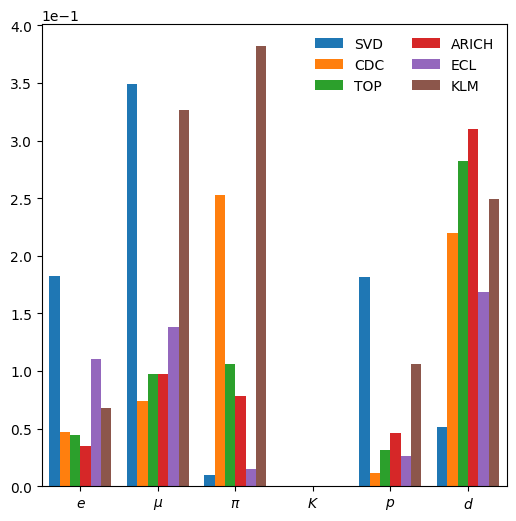 1e−1
4.0
3.5
3.0
2.5
2.0
1.5
1.0
0.5
0.0
SVD ARICH
CDC ECL
TOP KLM
e μ π K p d